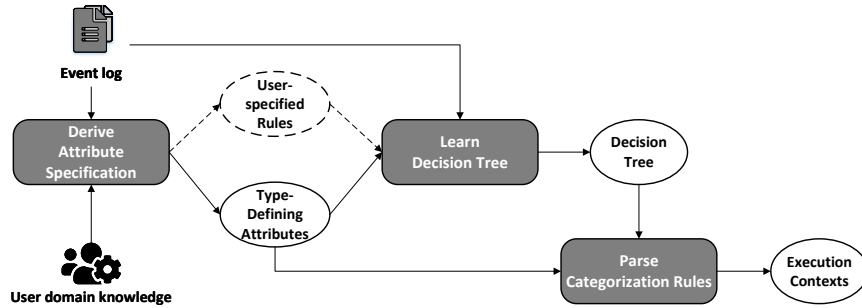 Event log
User-
specified
Rules
Derive
Attribute
Specification
Learn
Decision Tree
Decision
Tree
Type-
Defining
Attributes
Parse
Categorization Rules
Execution
Contexts
User domain knowledge